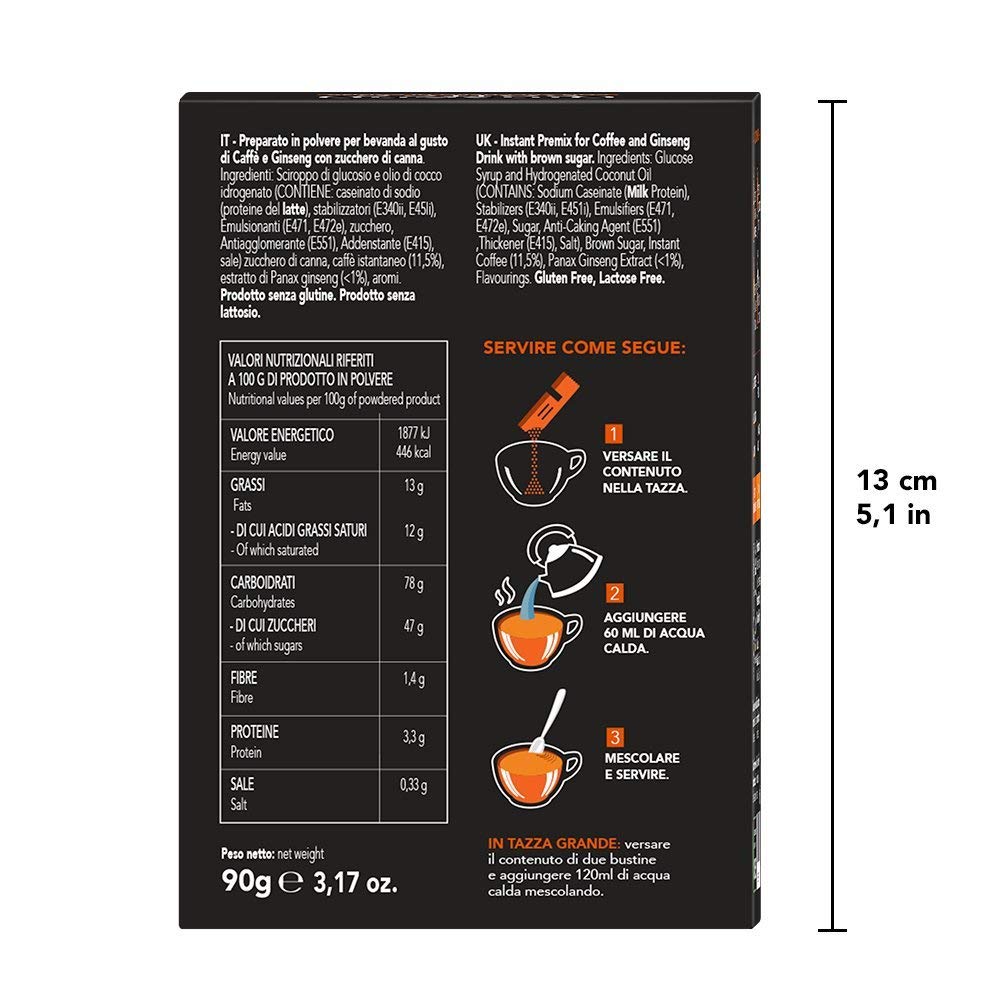 IT - Preparato in polvere per bevanda al gusto
di Caffè e Ginseng con zucchero di canna.
Ingredienti: Sciroppo di glucosio e olio di cocco
idrogenato (CONTIENE: caseinato di sodio
(proteine del latte), stabilizzatori (E340ii, E45li),
Emulsionanti (E471, E472e), zucchero,
Antiagglomerante (E551), Addenstante (E415),
sale) zucchero di canna, caffè istantaneo (11,5%),
estratto di Panax ginseng (<1%), aromi.
Prodotto senza glutine. Prodotto senza
lattosio.
UK - Instant Premix for Coffee and Ginseng
Drink with brown sugar. Ingredients: Glucose
Syrup and Hydrogenated Coconut Oil
(CONTAINS: Sodium Caseinate (Milk Protein),
Stabilizers (E340ii, E451i), Emulsifiers (E471,
E472e), Sugar, Anti-Caking Agent (E551)
,Thickener (E415), Salt), Brown Sugar, Instant
Coffee (11,5%), Panax Ginseng Extract (<1%),
Flavourings. Gluten Free, Lactose Free.
VALORI NUTRIZIONALI RIFERITI
A 100 G DI PRODOTTO IN POLVERE
Nutritional values per 100g of powdered product
VALORE ENERGETICO 1877 kJ
Energy value 446 kcal
GRASSI 13 g
Fats
- DI CUI ACIDI GRASSI SATURI 12 g
- Of which saturated
CARBOIDRATI 78 g
Carbohydrates
- DI CUI ZUCCHERI 47 g
- of which sugars
FIBRE 1,4 g
Fibre
PROTEINE 3,3 g
Protein
SALE 0,33 g
Salt
Peso netto: net weight
90g ℮ 3,17 oz.
SERVIRE COME SEGUE:
1
VERSARE IL
CONTENUTO
NELLA TAZZA.
2
AGGIUNGERE
60 ML DI ACQUA
CALDA.
3
MESCOLARE
E SERVIRE.
IN TAZZA GRANDE: versare
il contenuto di due bustine
e aggiungere 120ml di acqua
calda mescolando.
13 cm
5,1 in